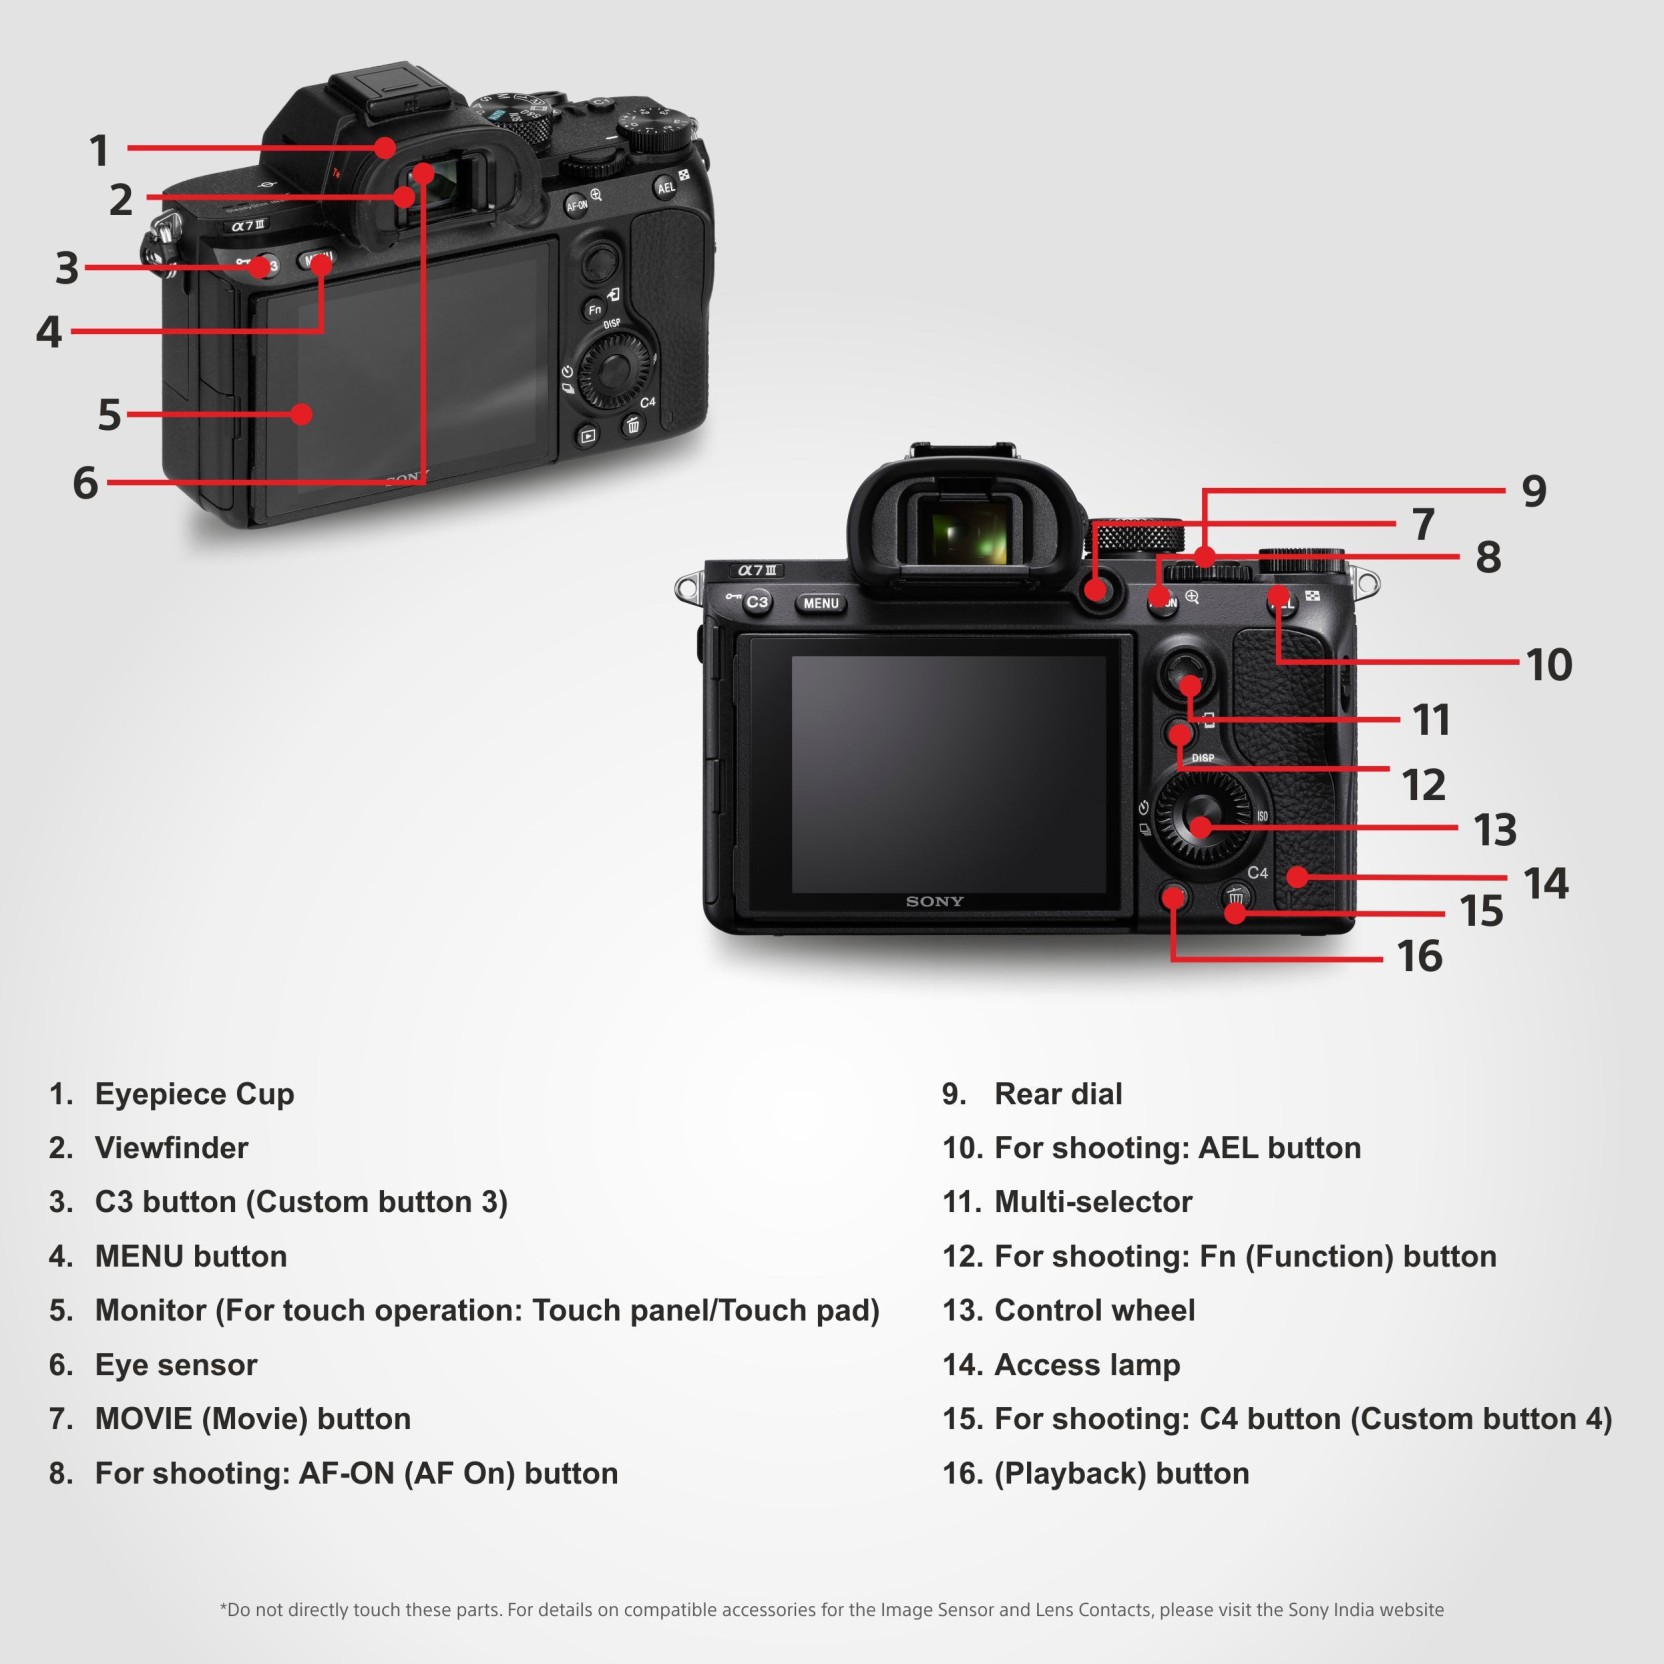 1
2
3
4
5
6
α7III
3
MENU
AF-ON
AEL
Fn
DISP
C4
SONY
9
7
8
10
11
12
13
14
15
16
α7III
C3
MENU
DISP
ISO
C4
SONY
1. Eyepiece Cup
2. Viewfinder
3. C3 button (Custom button 3)
4. MENU button
5. Monitor (For touch operation: Touch panel/Touch pad)
6. Eye sensor
7. MOVIE (Movie) button
8. For shooting: AF-ON (AF On) button
9. Rear dial
10. For shooting: AEL button
11. Multi-selector
12. For shooting: Fn (Function) button
13. Control wheel
14. Access lamp
15. For shooting: C4 button (Custom button 4)
16. (Playback) button
*Do not directly touch these parts. For details on compatible accessories for the Image Sensor and Lens Contacts, please visit the Sony India website